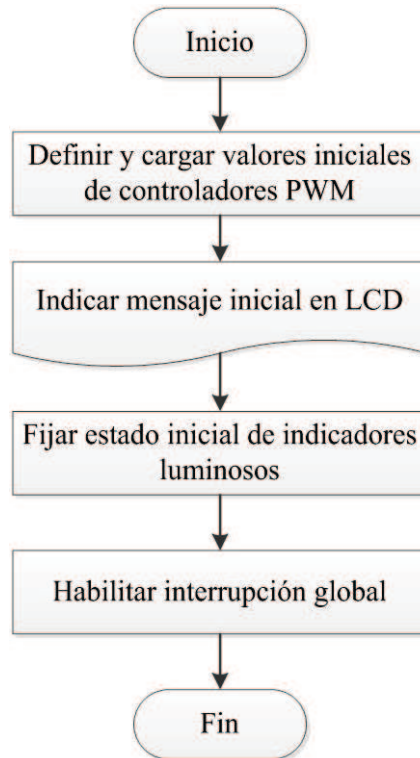 Inicio
Definir y cargar valores iniciales
de controladores PWM
Indicar mensaje inicial en LCD
Fijar estado inicial de indicadores
luminosos
Habilitar interrupción global
Fin